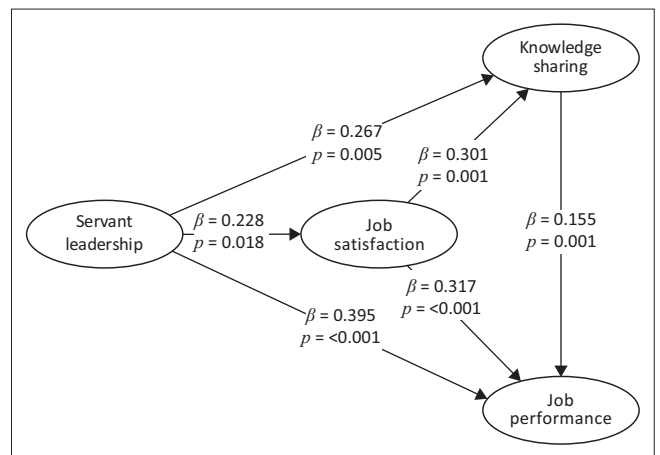 Knowledge
sharing
β = 0.267
p = 0.005
β = 0.301
p = 0.001
Servant
leadership
β = 0.228
p = 0.018
Job
satisfaction
β = 0.155
p = 0.001
β = 0.317
p = <0.001
β = 0.395
p = <0.001
Job
performance